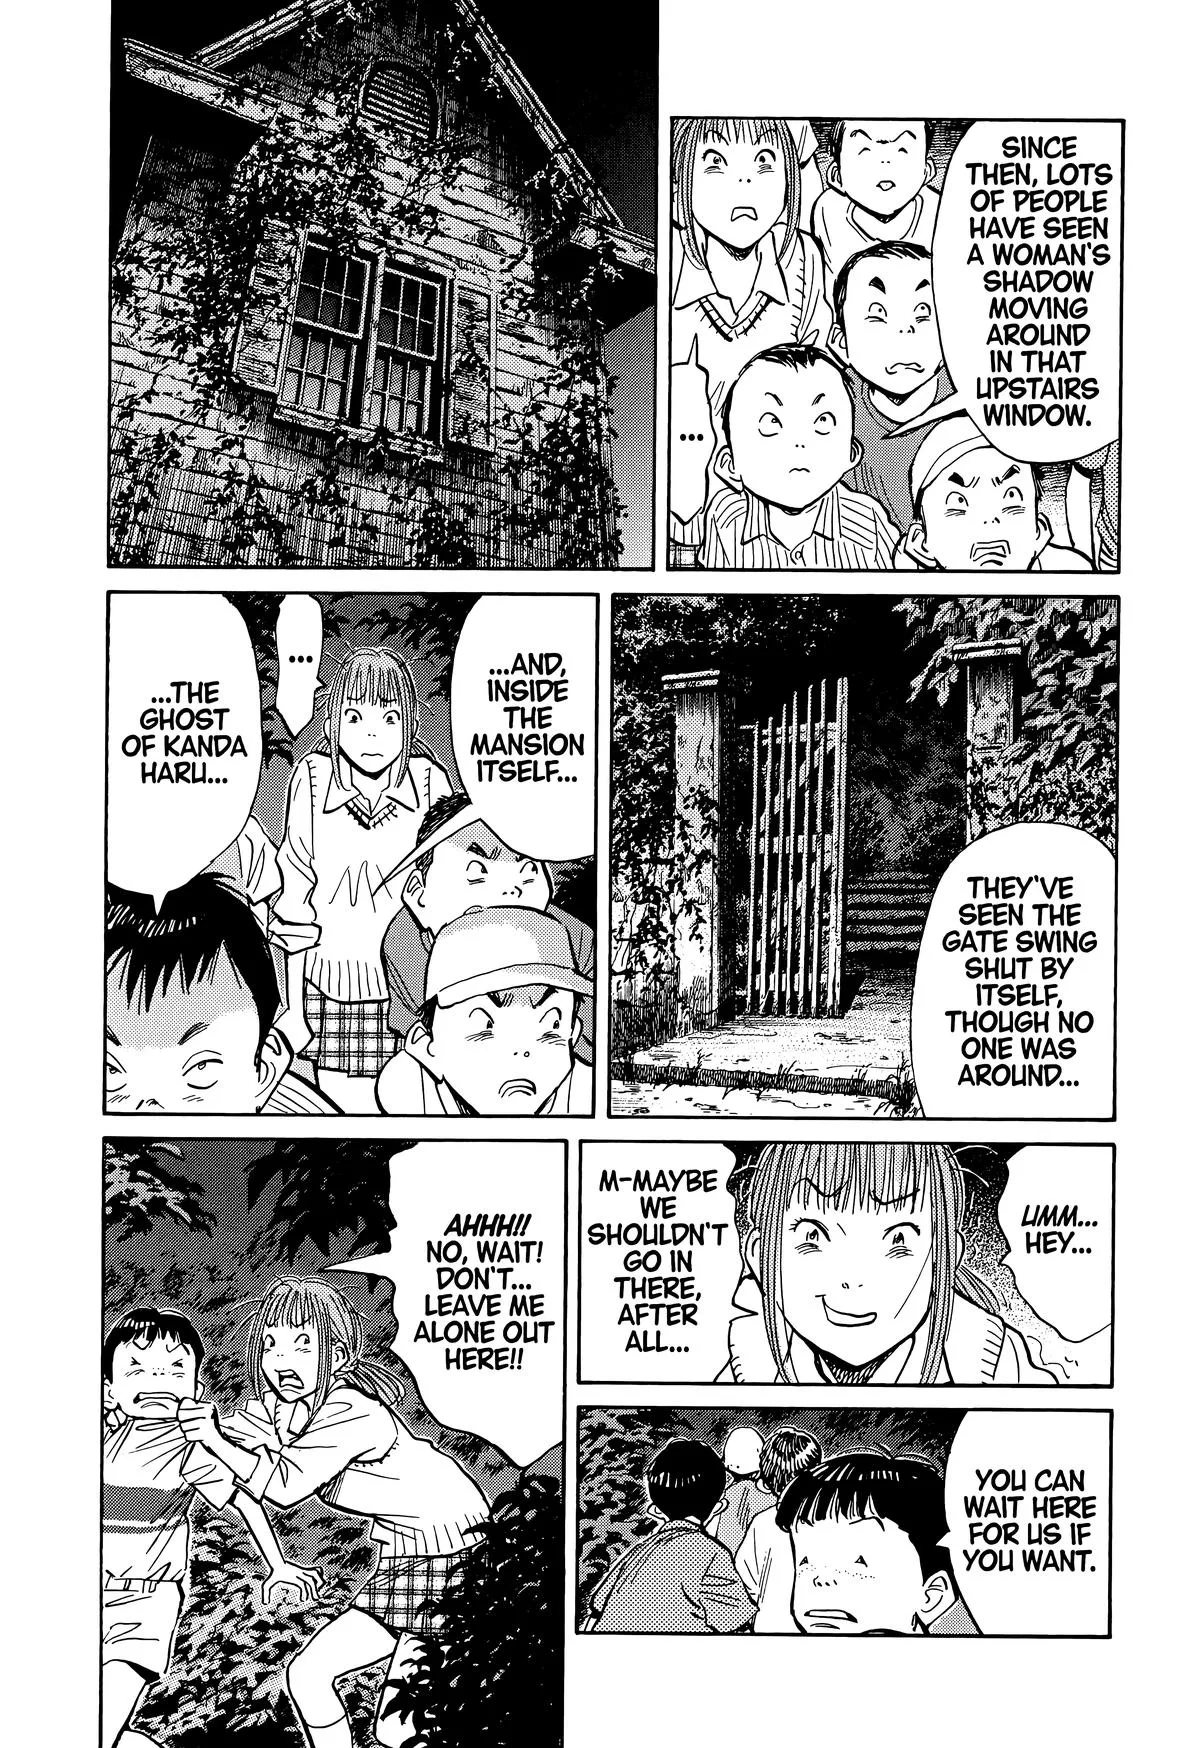 SINCE
THEN, LOTS
OF PEOPLE
HAVE SEEN
A WOMAN'S
SHADOW
MOVING
AROUND
IN THAT
UPSTAIRS
WINDOW.
...
THEY'VE
SEEN THE
GATE SWING
SHUT BY
ITSELF,
THOUGH NO
ONE WAS
AROUND...
...AND,
INSIDE
THE
MANSION
ITSELF...
...
...THE
GHOST
OF KANDA
HARU...
UMM...
HEY...
M-MAYBE
WE
SHOULDN'T
GO IN
THERE,
AFTER
ALL...
YOU CAN
WAIT HERE
FOR US IF
YOU WANT.
AHHH!!
NO, WAIT!
DON'T...
LEAVE ME
ALONE OUT
HERE!!